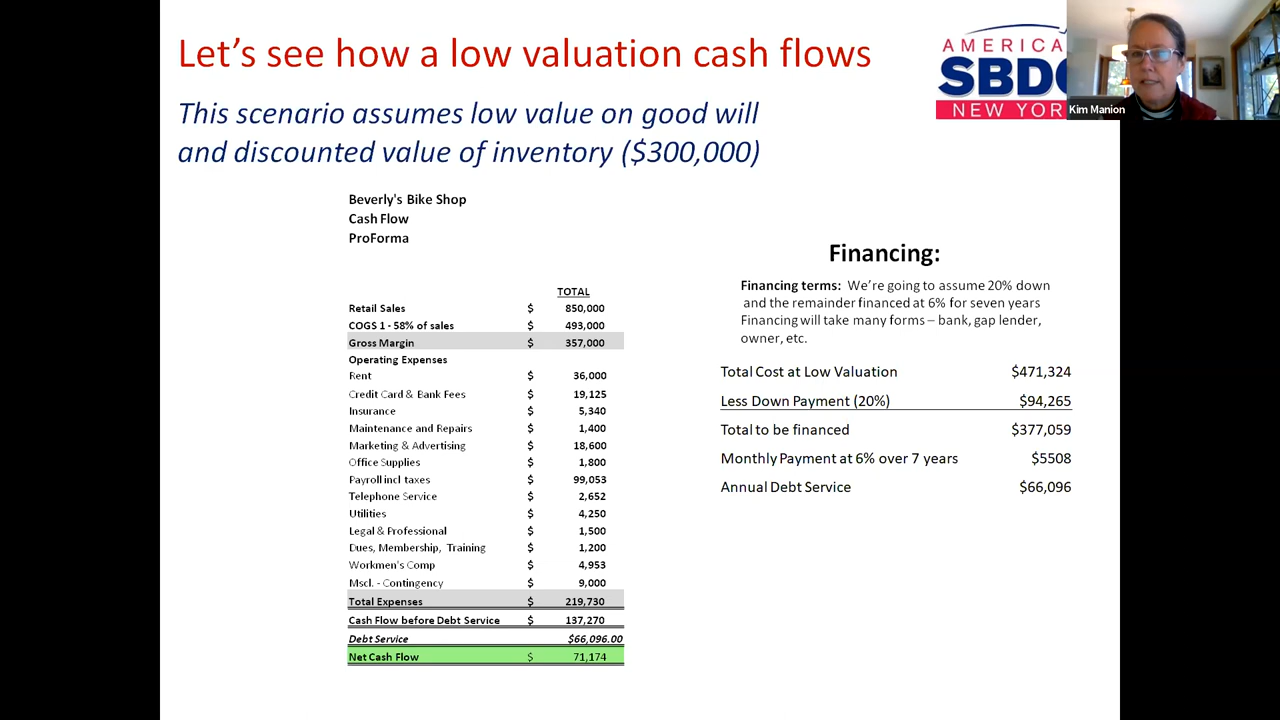 Let's see how a low valuation cash flows
AMERICA
SBDC
NEW YOR
Kim Manion
This scenario assumes low value on good will
and discounted value of inventory ($300,000)
Beverly's Bike Shop
Cash Flow
ProForma
TOTAL
Retail Sales $ 850,000
COGS 1 - 58% of sales $ 493,000
Gross Margin $ 357,000
Operating Expenses
Rent $ 36,000
Credit Card & Bank Fees $ 19,125
Insurance $ 5,340
Maintenance and Repairs $ 1,400
Marketing & Advertising $ 18,600
Office Supplies $ 1,800
Payroll incl taxes $ 99,053
Telephone Service $ 2,652
Utilities $ 4,250
Legal & Professional $ 1,500
Dues, Membership, Training $ 1,200
Workmen's Comp $ 4,953
Mscl. - Contingency $ 9,000
Total Expenses $ 219,730
Cash Flow before Debt Service $ 137,270
Debt Service $66,096.00
Net Cash Flow $ 71,174
Financing:
Financing terms: We're going to assume 20% down
and the remainder financed at 6% for seven years
Financing will take many forms – bank, gap lender,
owner, etc.
Total Cost at Low Valuation $471,324
Less Down Payment (20%) $94,265
Total to be financed $377,059
Monthly Payment at 6% over 7 years $5508
Annual Debt Service $66,096